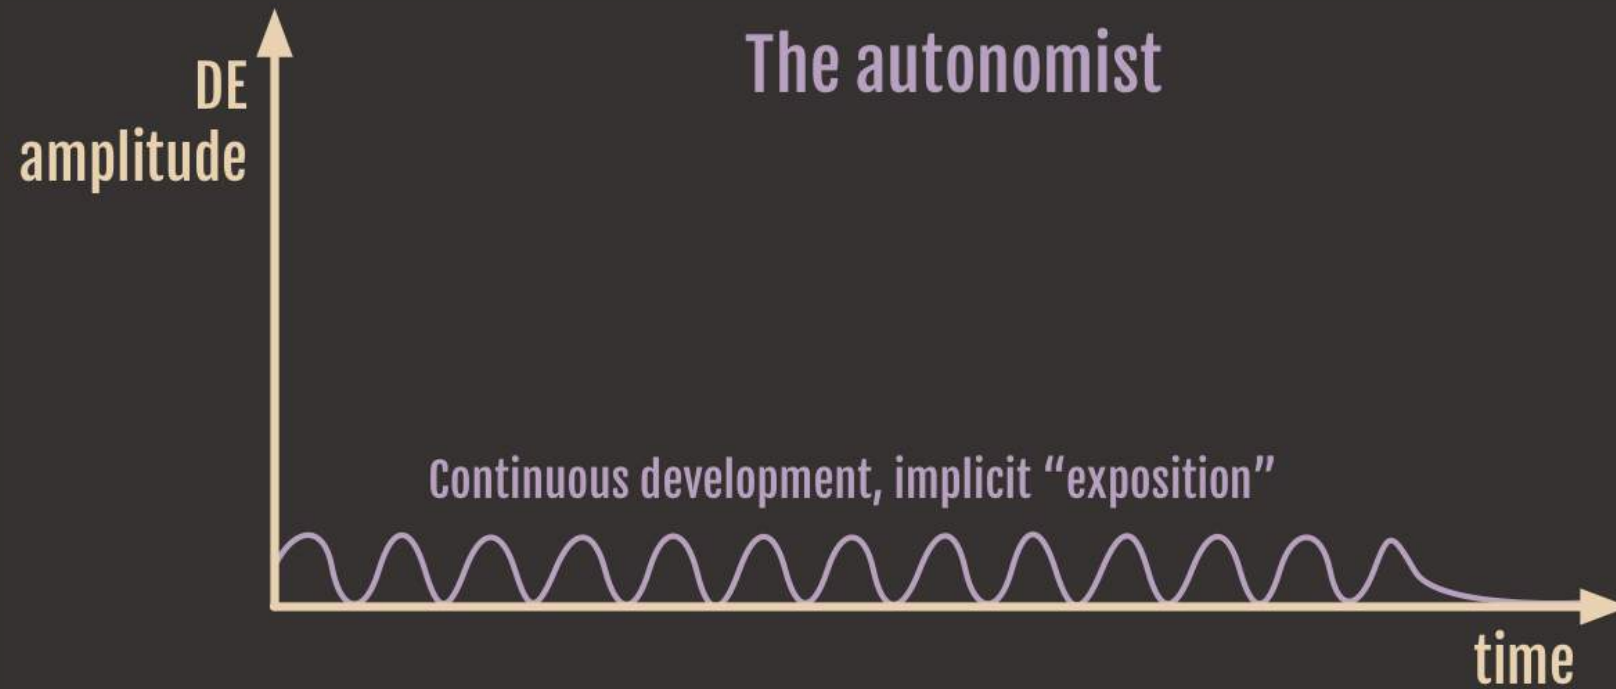 The autonomist
DE
amplitude
Continuous development, implicit “exposition”
time